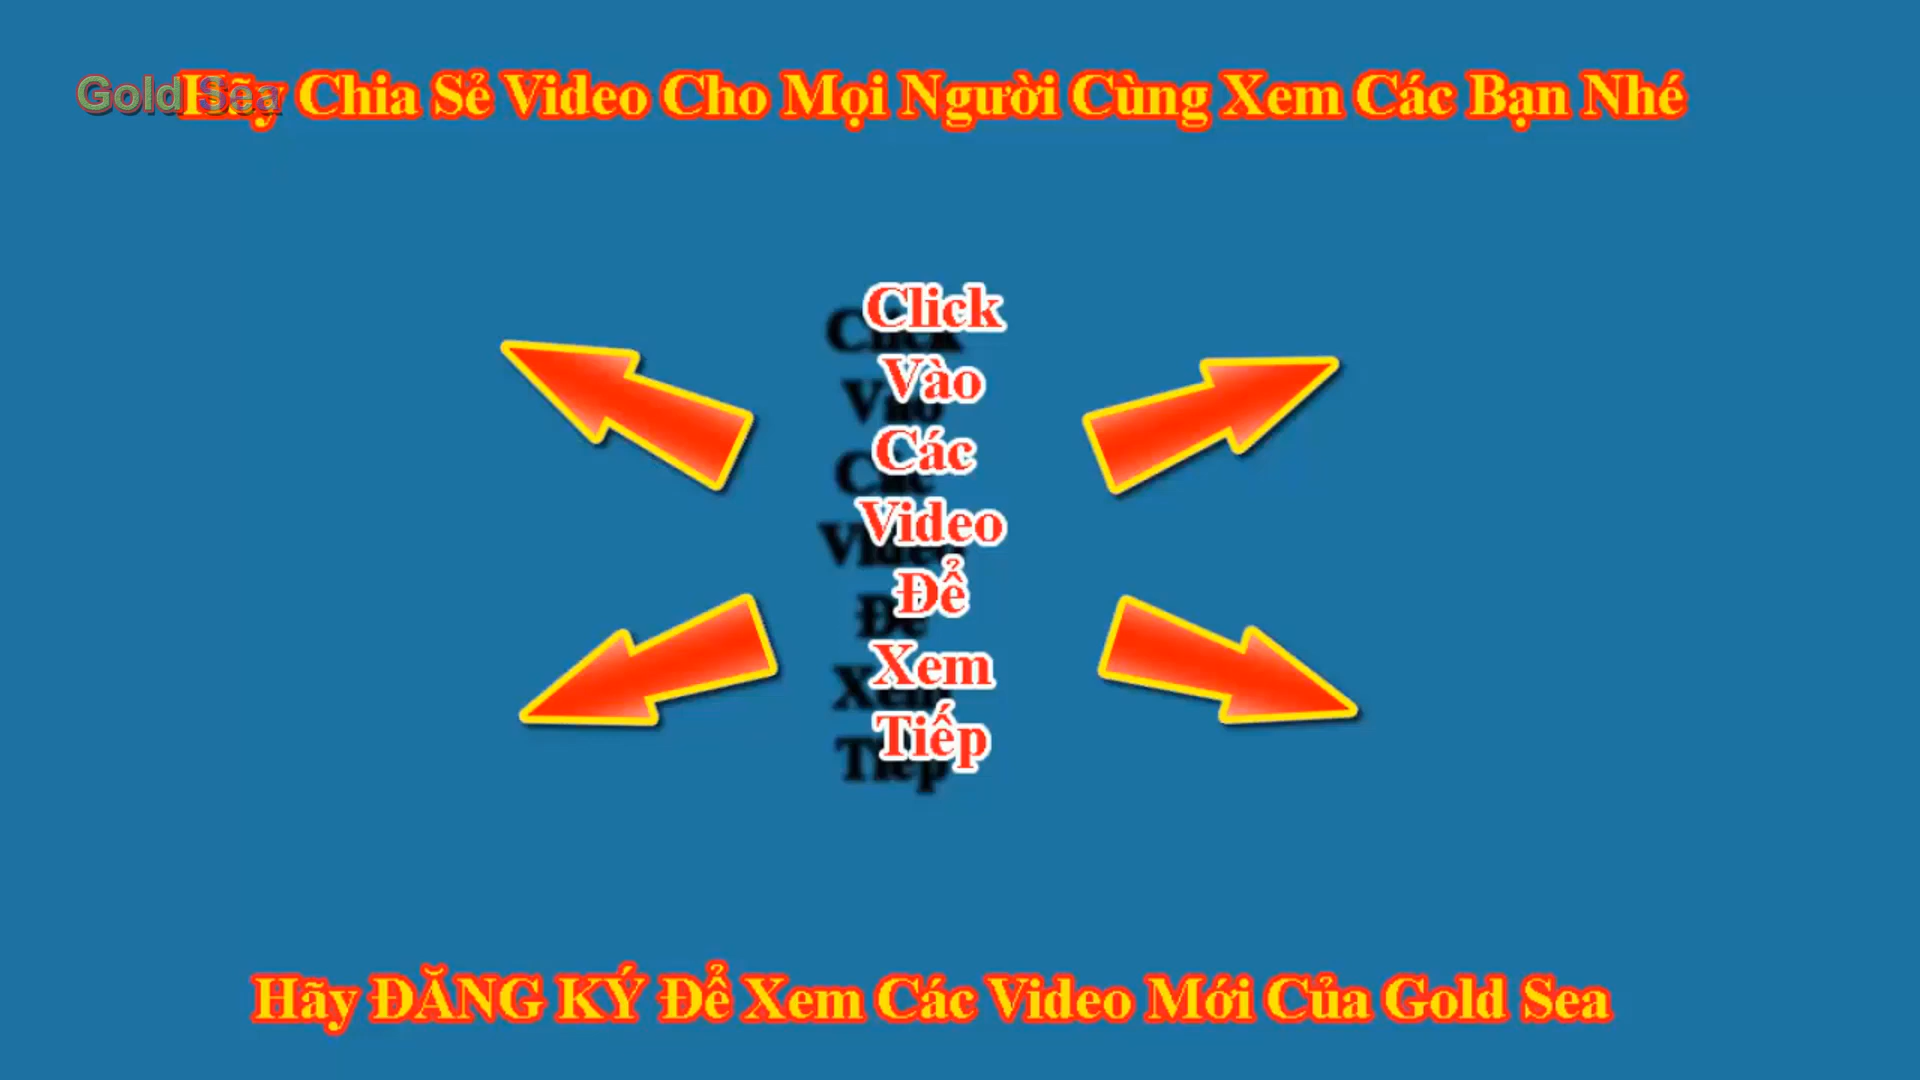 Gold Sea
Hãy Chia Sẻ Video Cho Mọi Người Cùng Xem Các Bạn Nhé
Click
Vào
Các
Video
Để
Xem
Tiếp
Hãy ĐĂNG KÝ Để Xem Các Video Mới Của Gold Sea